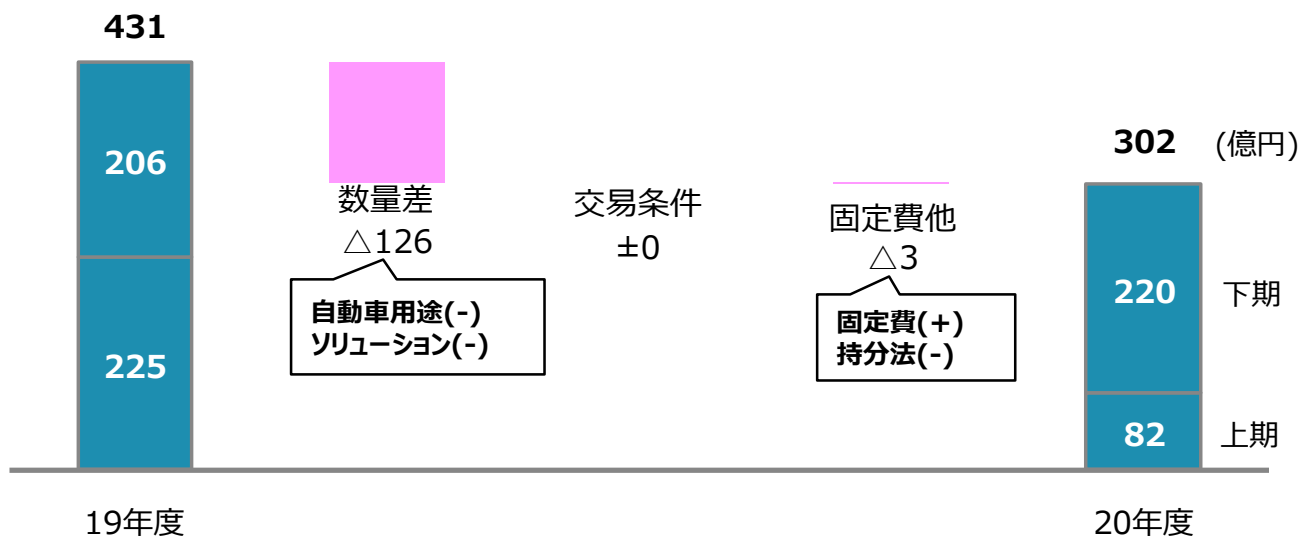 431
206
225
19年度
数量差
△126
自動車用途(-)
ソリューション(-)
交易条件
±0
固定費他
△3
固定費(+)
持分法(-)
302
(億円)
220
下期
82
上期
20年度